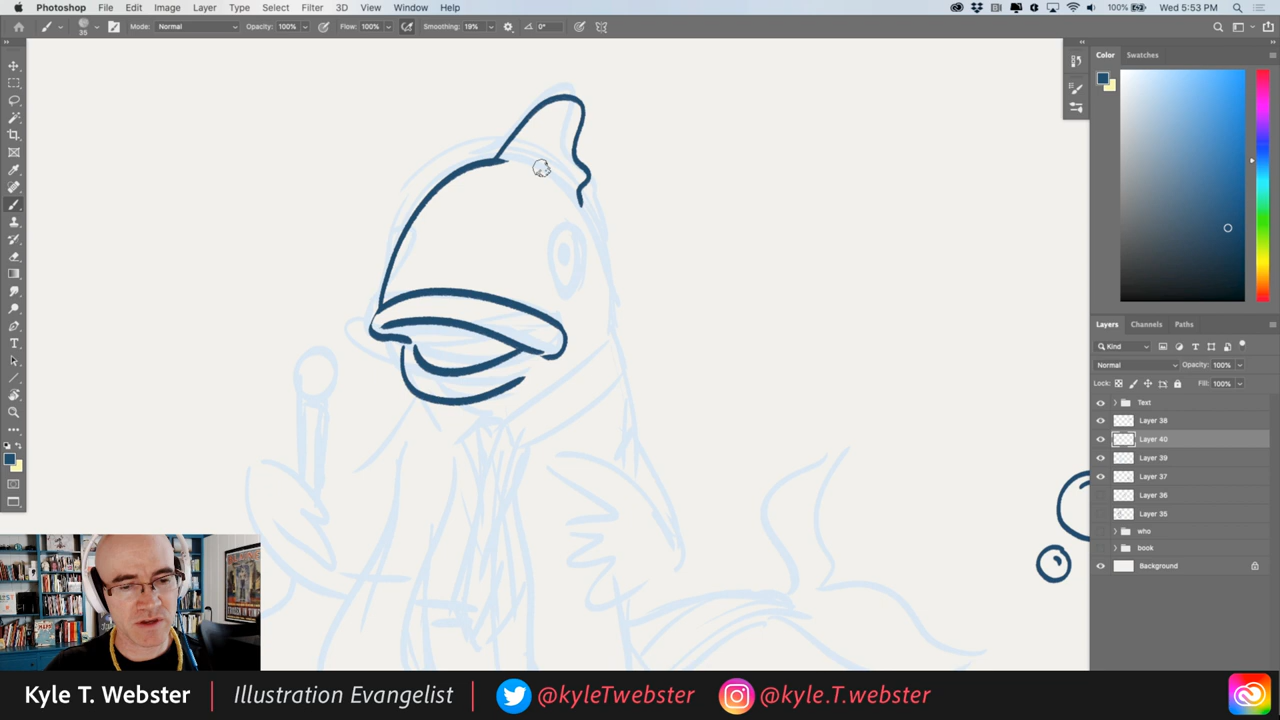 Photoshop File Edit Image Layer Type Select Filter 3D View Window Help 100% Wed 5:53 PM
35 Mode: Normal Opacity: 100% Flow: 100% Smoothing: 19% 0°
Color Swatches
Layers Channels Paths
Kind
Normal Opacity: 100%
Lock: Fill: 100%
Text
Layer 38
Layer 40
Layer 39
Layer 37
Layer 36
Layer 35
who
book
Background
Kyle T. Webster | Illustration Evangelist @kyleTwebster | @kyle.T.webster